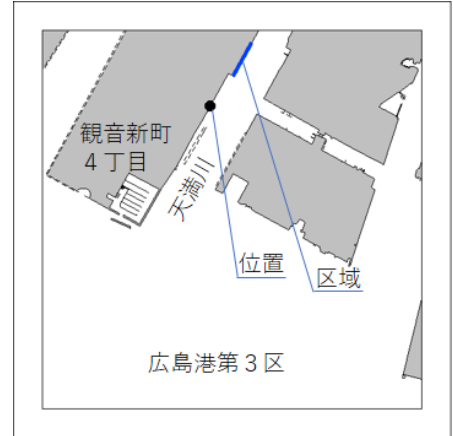 観音新町
４丁目
天満川
位置
区域
広島港第３区